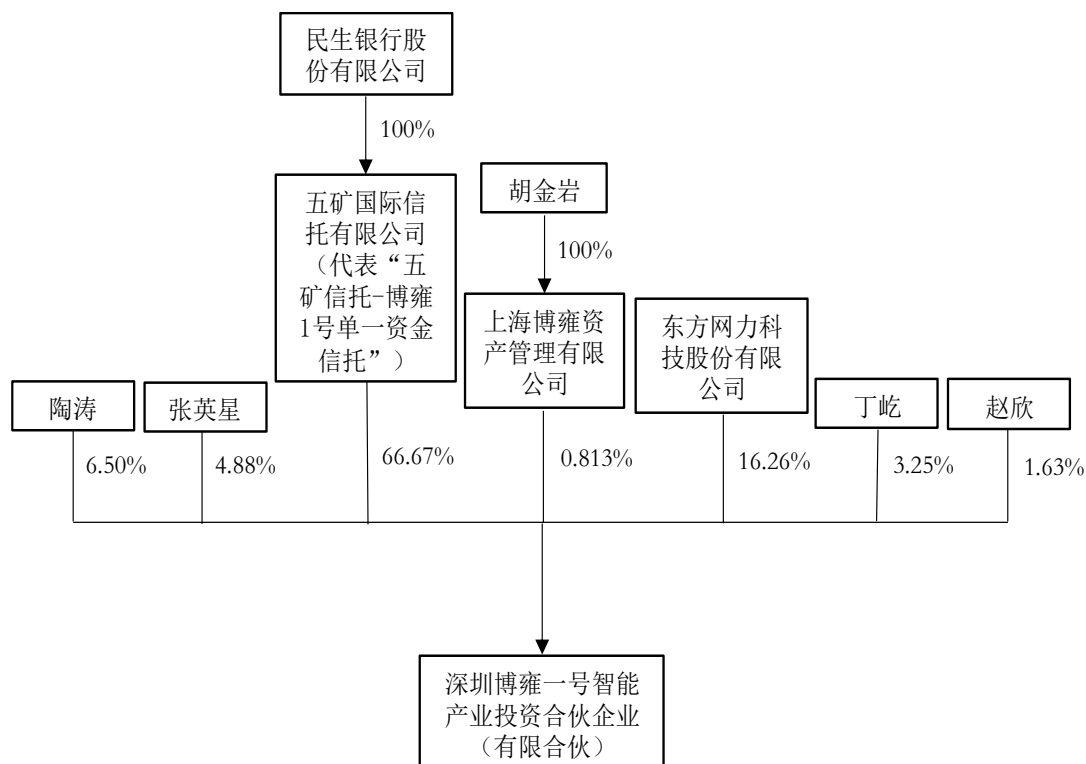 民生银行股
份有限公司
100%
五矿国际信
托有限公司
（代表“五
矿信托-博雍
1号单一资金
信托”）
胡金岩
100%
上海博雍资
产管理有限
公司
东方网力科
技股份有限
公司
陶涛
张英星
丁屹
赵欣
6.50%
4.88%
66.67%
0.813%
16.26%
3.25%
1.63%
深圳博雍一号智能
产业投资合伙企业
（有限合伙）